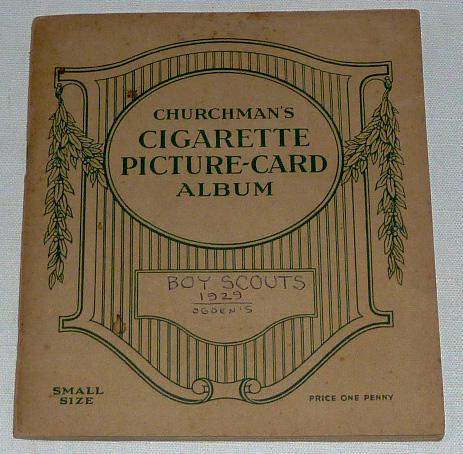 CHURCHMAN'S
CIGARETTE
PICTURE-CARD
ALBUM
BOY SCOUTS
1929
OGDEN'S
SMALL
SIZE
PRICE ONE PENNY